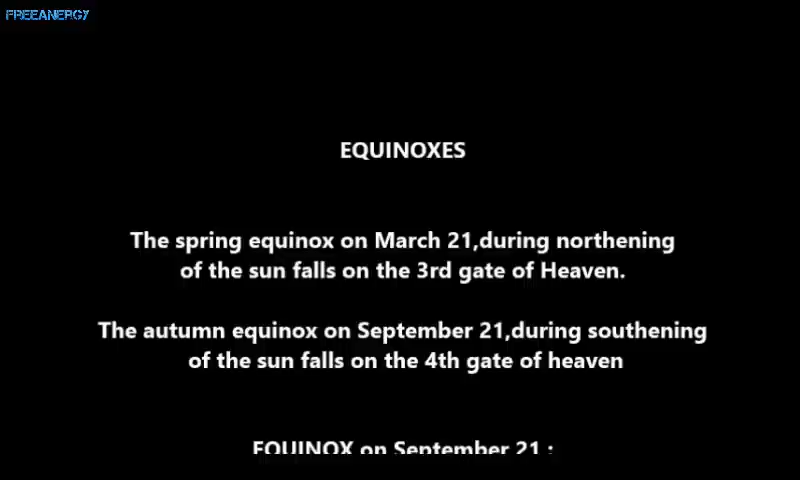 FREEANERGY
EQUINOXES
The spring equinox on March 21,during northening
of the sun falls on the 3rd gate of Heaven.
The autumn equinox on September 21,during southening
of the sun falls on the 4th gate of heaven
EQUINOX on September 21 :